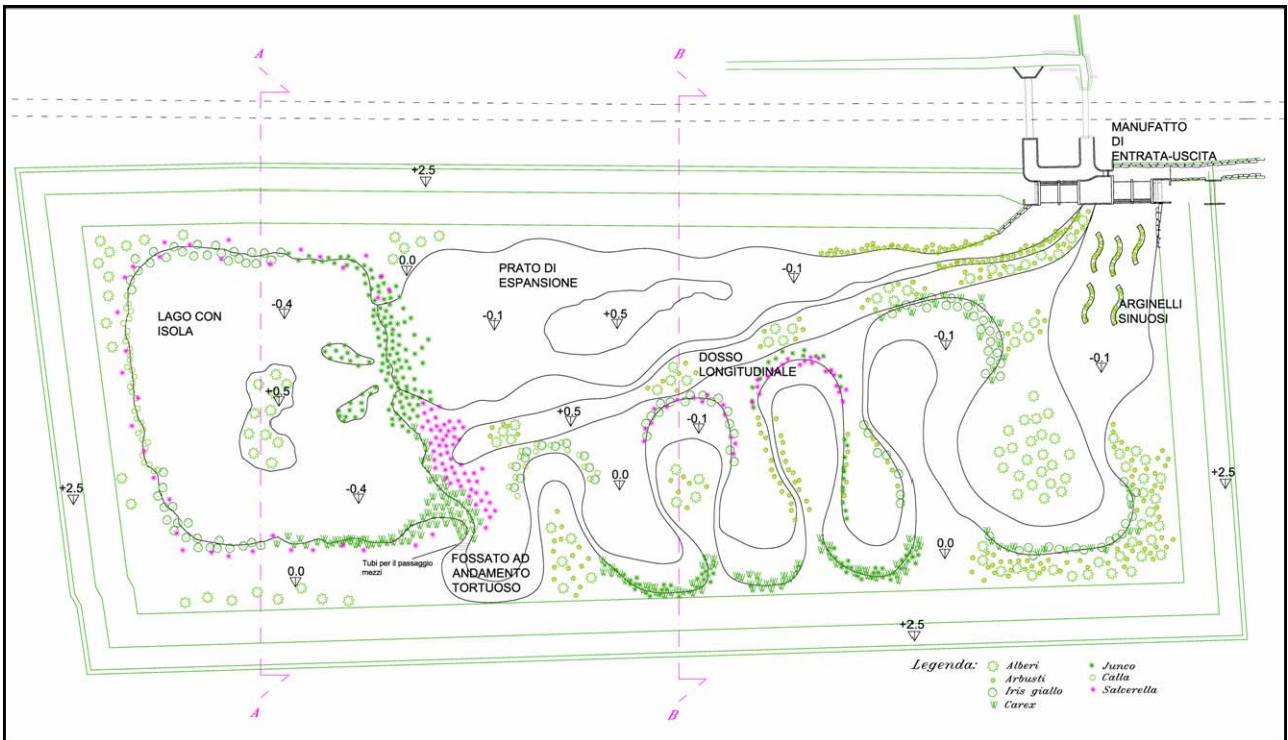 A
B
MANUFATTO
DI
ENTRATA-USCITA
+2.5
0.0
PRATO DI
ESPANSIONE
-0.1
LAGO CON
ISOLA
-0.4
-0.1
+0.5
ARGINELLI
SINUOSI
-0.1
-0.1
DOSSO
LONGITUDINALE
+0.5
+0.5
-0.1
0.0
-0.4
+2.5
+2.5
0.0
0.0
Tubi per il passaggio
mezzi
FOSSATO AD
ANDAMENTO
TORTUOSO
+2.5
Legenda:
Alberi
Arbusti
Iris giallo
Carex
Junco
Calla
Salcerella
A
B